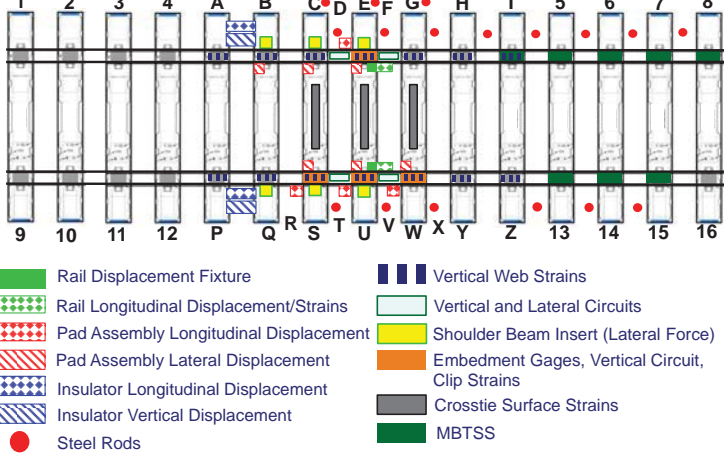 1 2 3 4 A B C D E F G H I 5 6 7 8
9 10 11 12 P Q R S T U V W X Y Z 13 14 15 16
Rail Displacement Fixture
Rail Longitudinal Displacement/Strains
Pad Assembly Longitudinal Displacement
Pad Assembly Lateral Displacement
Insulator Longitudinal Displacement
Insulator Vertical Displacement
Steel Rods
Vertical Web Strains
Vertical and Lateral Circuits
Shoulder Beam Insert (Lateral Force)
Embedment Gages, Vertical Circuit,
Clip Strains
Crosstie Surface Strains
MBTSS